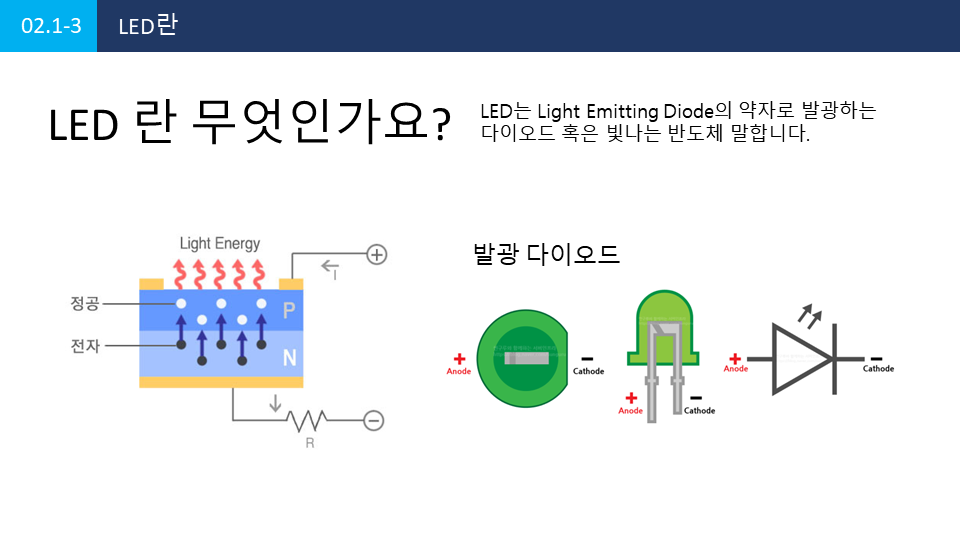 02.1-3
LED란
LED 란 무엇인가요?
LED는 Light Emitting Diode의 약자로 발광하는
다이오드 혹은 빛나는 반도체 말합니다.
Light Energy
+
I
정공
P
전자
N
R
−
발광 다이오드
+
Anode
−
Cathode
+
Anode
−
Cathode
+
Anode
−
Cathode